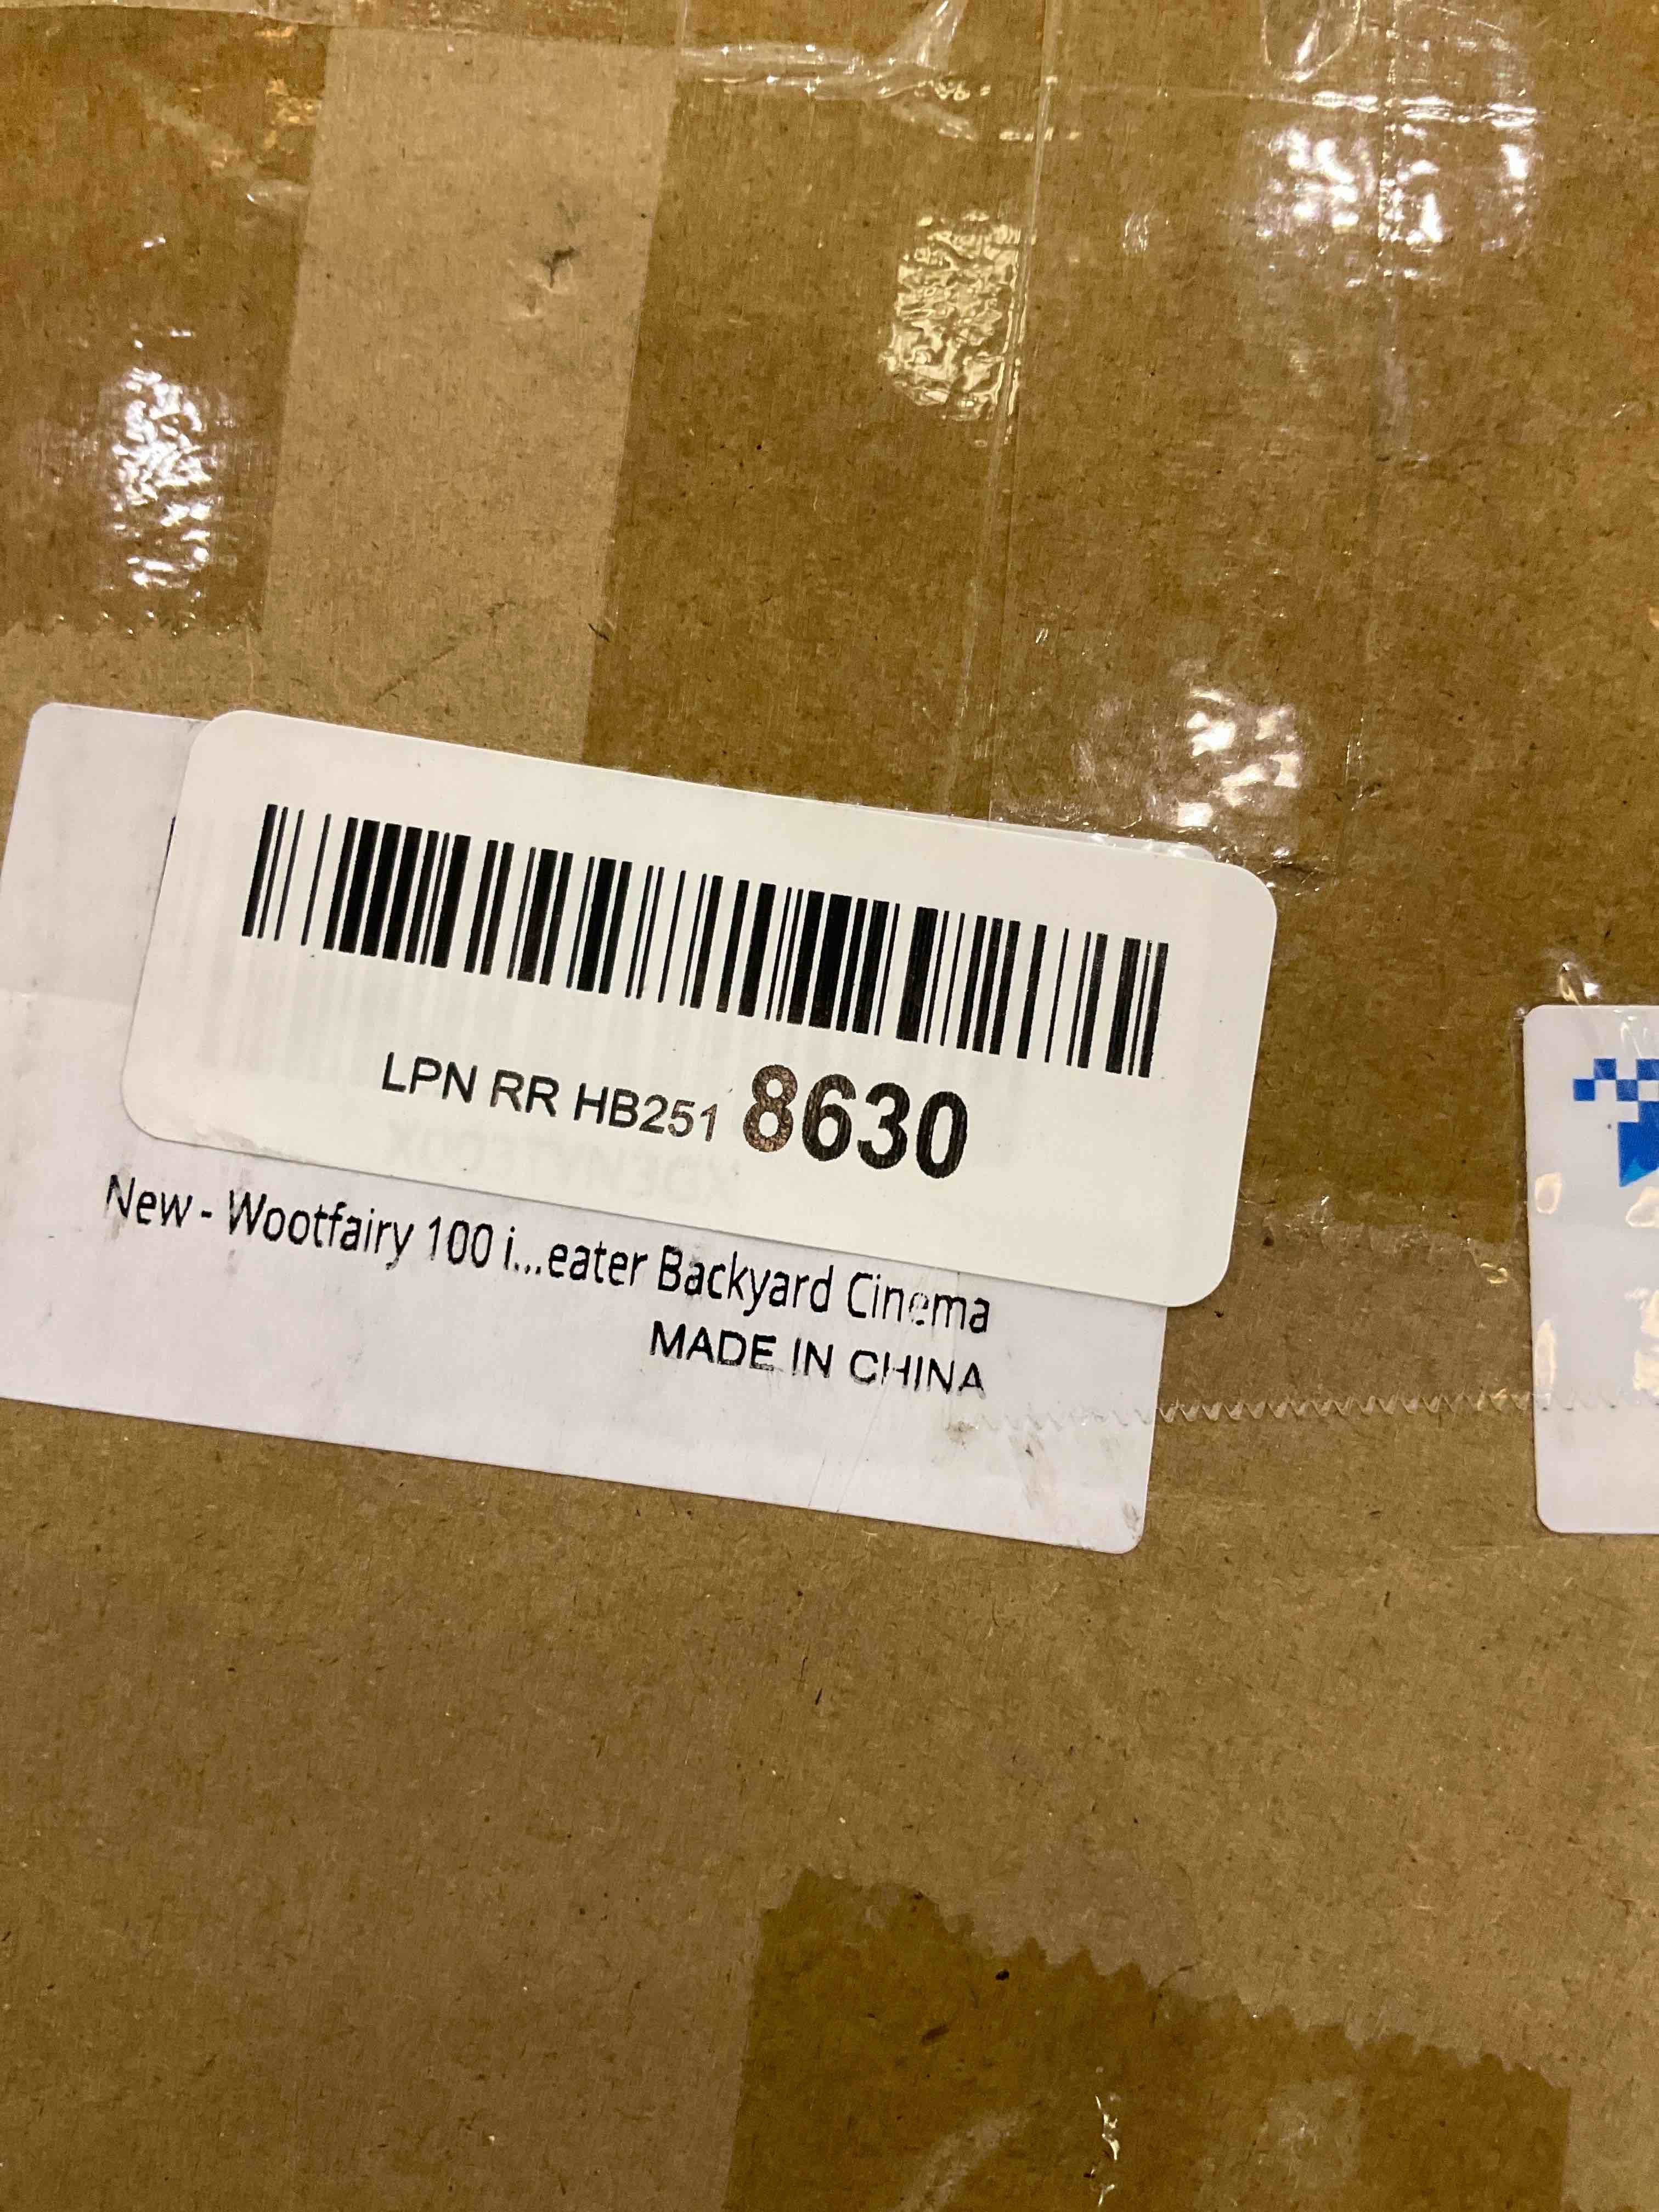 LPN RR HB251 8630
New - Wootfairy 100 i...eater Backyard Cinema
MADE IN CHINA